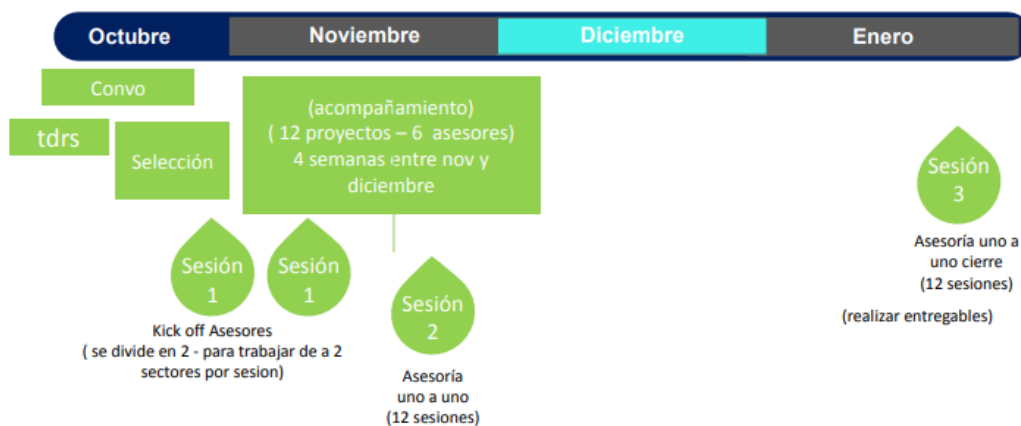 Octubre
Noviembre
Diciembre
Enero
Convo
tdrs
Selección
(acompañamiento)
( 12 proyectos – 6 asesores)
4 semanas entre nov y
diciembre
Sesión
1
Sesión
1
Kick off Asesores
( se divide en 2 - para trabajar de a 2
sectores por sesion)
Sesión
2
Asesoría
uno a uno
(12 sesiones)
Sesión
3
Asesoría uno a
uno cierre
(12 sesiones)
(realizar entregables)